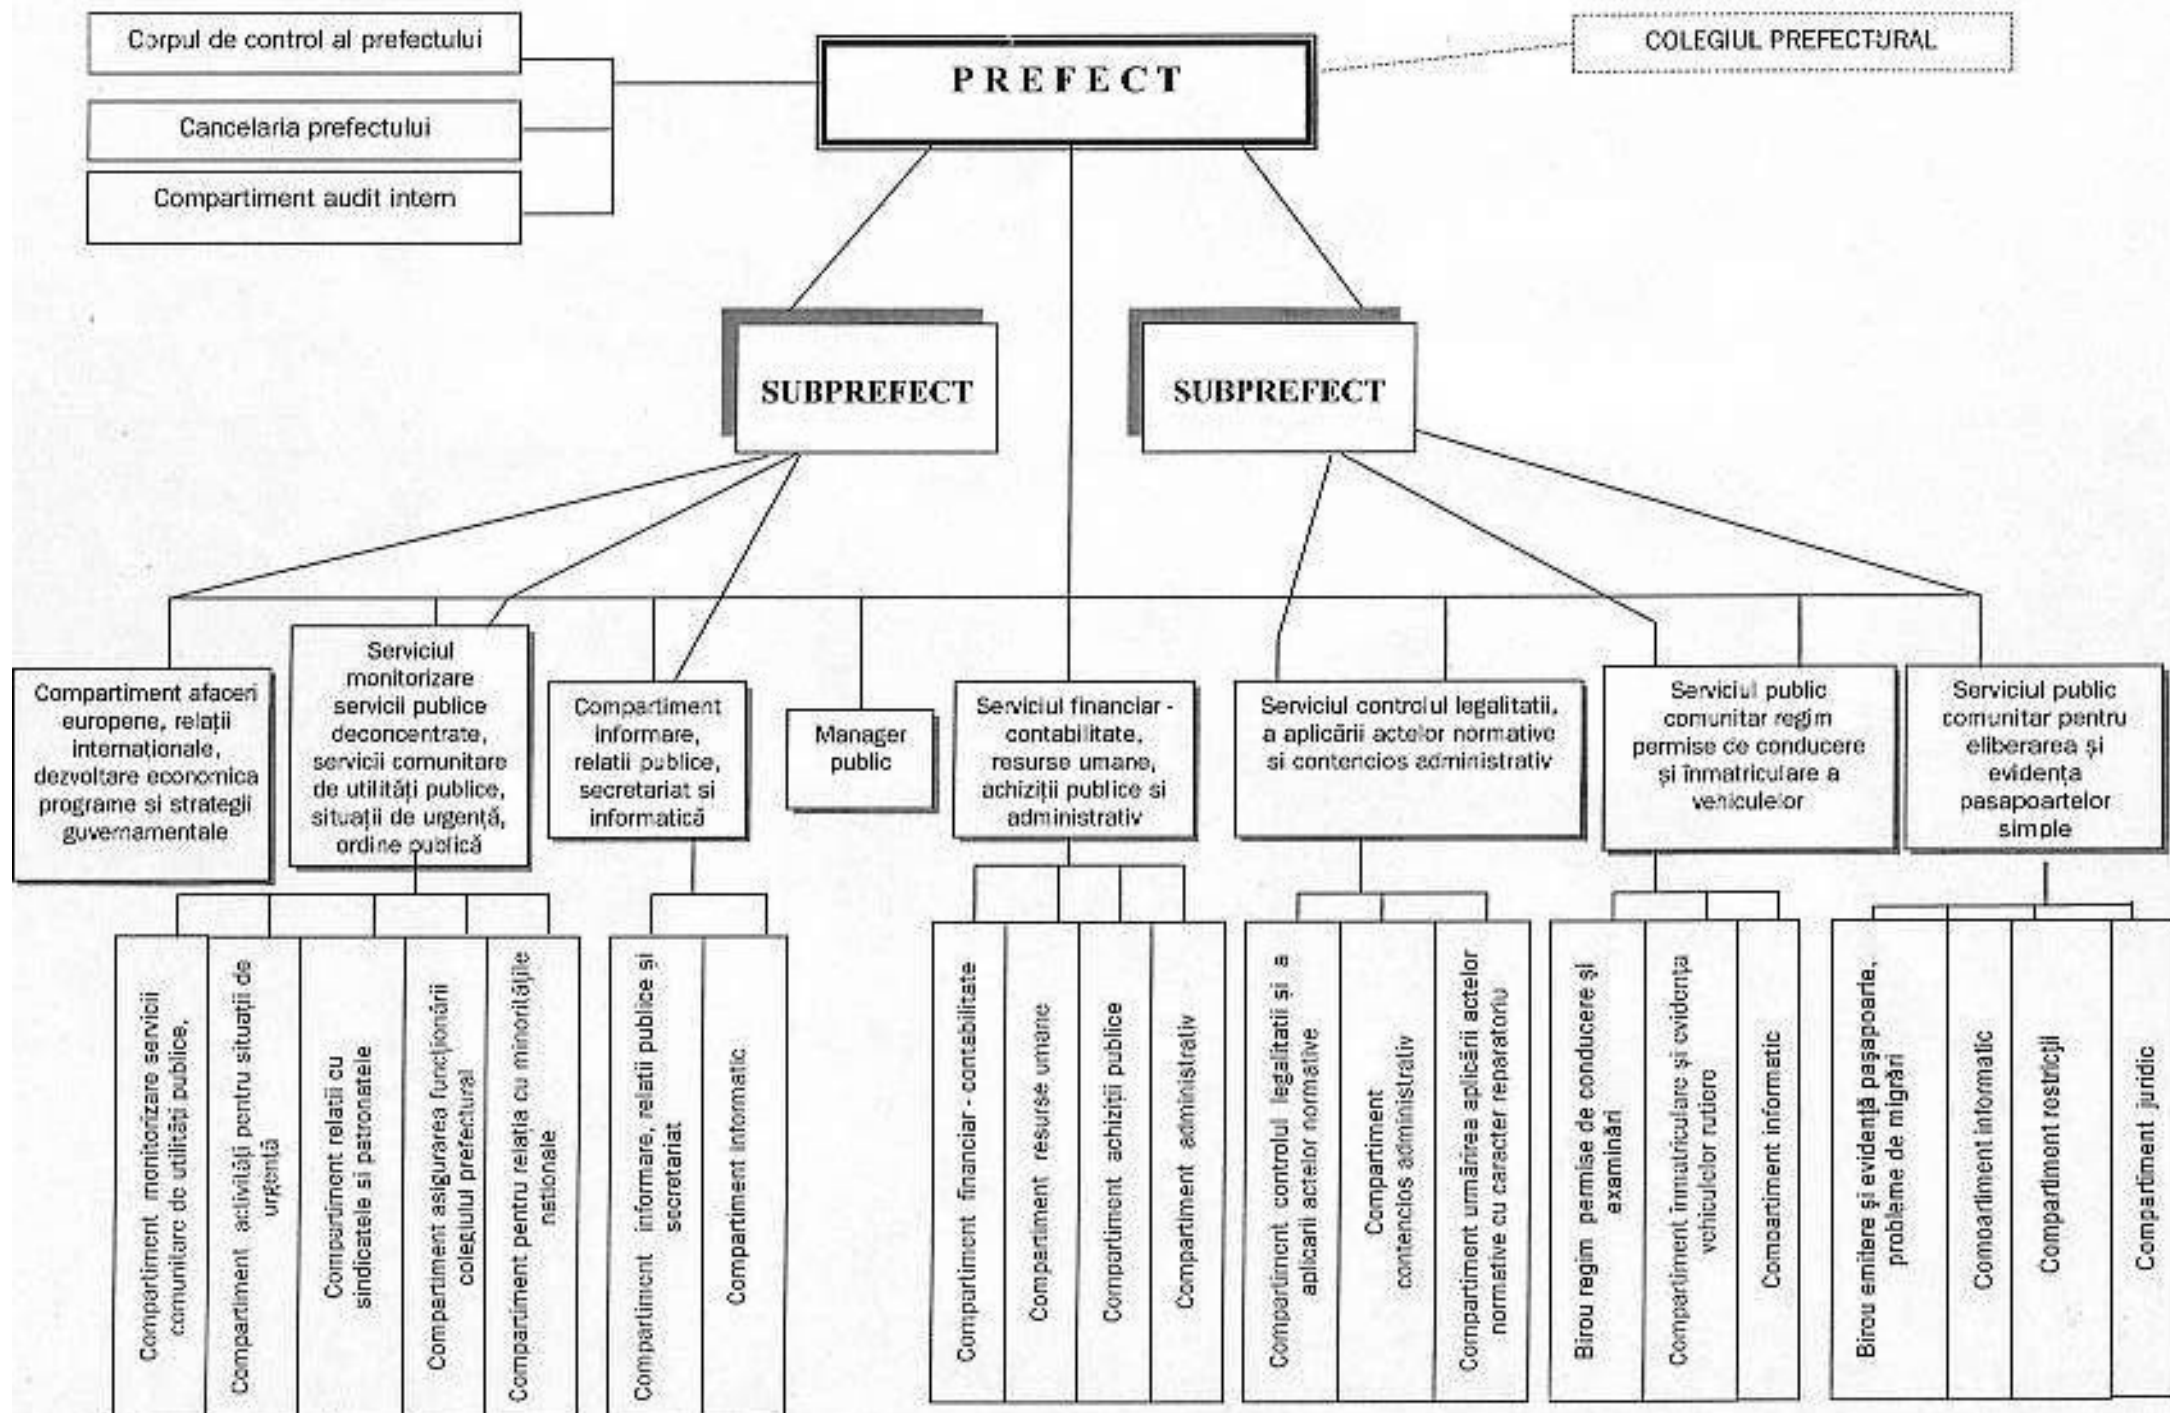 Corpul de control al prefectului
PREFECT
COLEGIUL PREFECTURAL
Cancelaria prefectului
Compartiment audit intern
SUBPREFECT
SUBPREFECT
Compartiment afaceri
europene, relații
internaționale,
dezvoltare economica
programe si strategii
guvernamentale
Serviciul
monitorizare
servicii publice
deconcentrate,
servicii comunitare
de utilități publice,
situații de urgență,
ordine publică
Compartiment
informare,
relatii publice,
secretariat si
informatică
Manager
public
Serviciul financiar -
contabilitate,
resurse umane,
achiziții publice si
administrativ
Serviciul controlul legalitatii,
a aplicării actelor normative
si contencios administrativ
Serviciul public
comunitar regim
permise de conducere
și înmatriculare a
vehiculelor
Serviciul public
comunitar pentru
eliberarea și
evidența
pasapoartelor
simple
Compartiment monitorizare servicii
comunitare de utilități publice,
Compartiment activități pentru situații de
urgență
Compartiment relatii cu
sindicatele si patronatele
Compartiment asigurarea funcționării
colegiului prefectural
Compartiment pentru relația cu minoritățile
nationale
Compartiment informare, relatii publice și
secretariat
Compartiment informatic
Compartiment financiar - contabilitate
Compartiment resurse umane
Compartiment achiziții publice
Compartiment administrativ
Compartiment controlul legalitatii și a
aplicării actelor normative
Compartiment
contencios administrativ
Compartiment urmărirea aplicării actelor
normative cu caracter reparatoriu
Birou regim permise de conducere și
examinări
Compartiment înmatriculare și evidența
vehiculelor rutiere
Compartiment informatic
Birou emitere și evidență pașapoarte,
probleme de migrări
Compartiment informatic
Compartiment restricții
Compartiment juridic